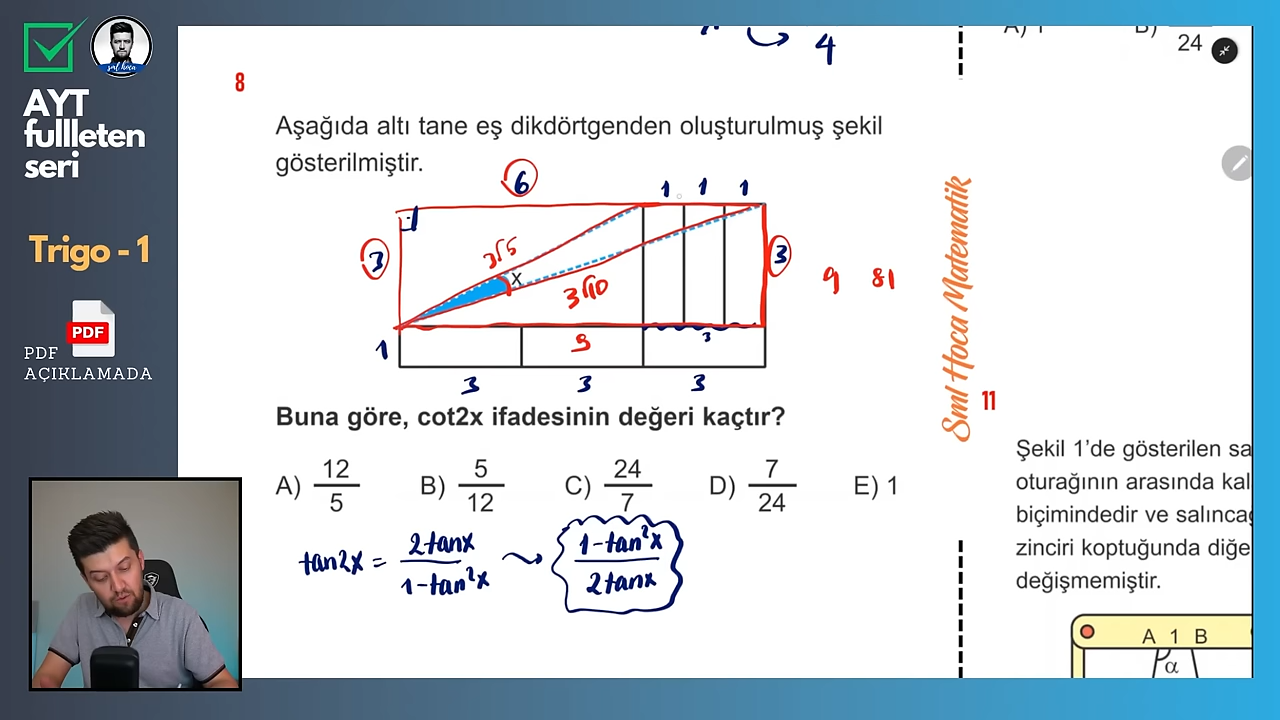 AYT
fullleten
seri
Trigo - 1
PDF
PDF
AÇIKLAMADA
sml hoca
4
A) 1
B)
24
8
Aşağıda altı tane eş dikdörtgenden oluşturulmuş şekil
gösterilmiştir.
6
1 1 1
3
3√5
x
3√10
3
9 81
1
9
3
3 3 3
Buna göre, cot2x ifadesinin değeri kaçtır?
A) 12/5 B) 5/12 C) 24/7 D) 7/24 E) 1
tan2x = 2tanx/1-tan²x 1-tan²x/2tanx
Sml Hoca Matematik
11
Şekil 1'de gösterilen sa
oturağının arasında kal
biçimindedir ve salıncağ
zinciri koptuğunda diğe
değişmemiştir.
A 1 B
α